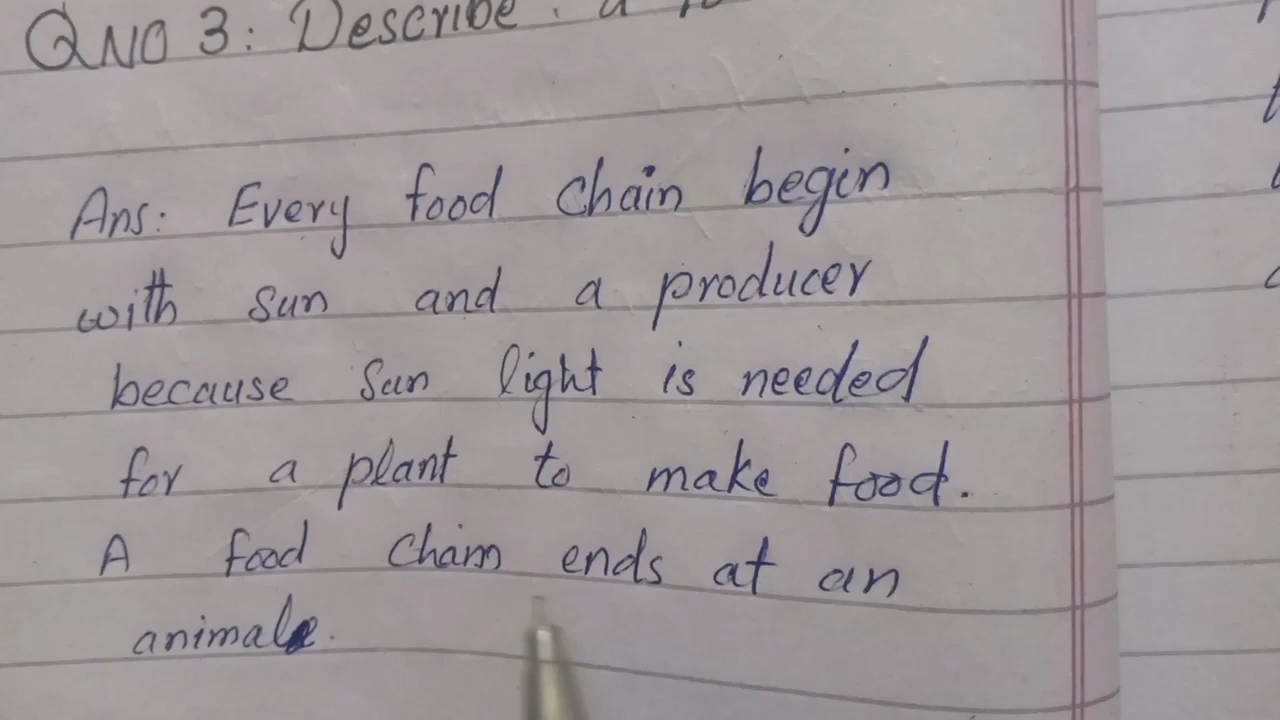 QNO 3: Describe. a
Ans: Every food chain begin
with sun and a producer
because sun light is needed
for a plant to make food.
A food chain ends at an
animal.